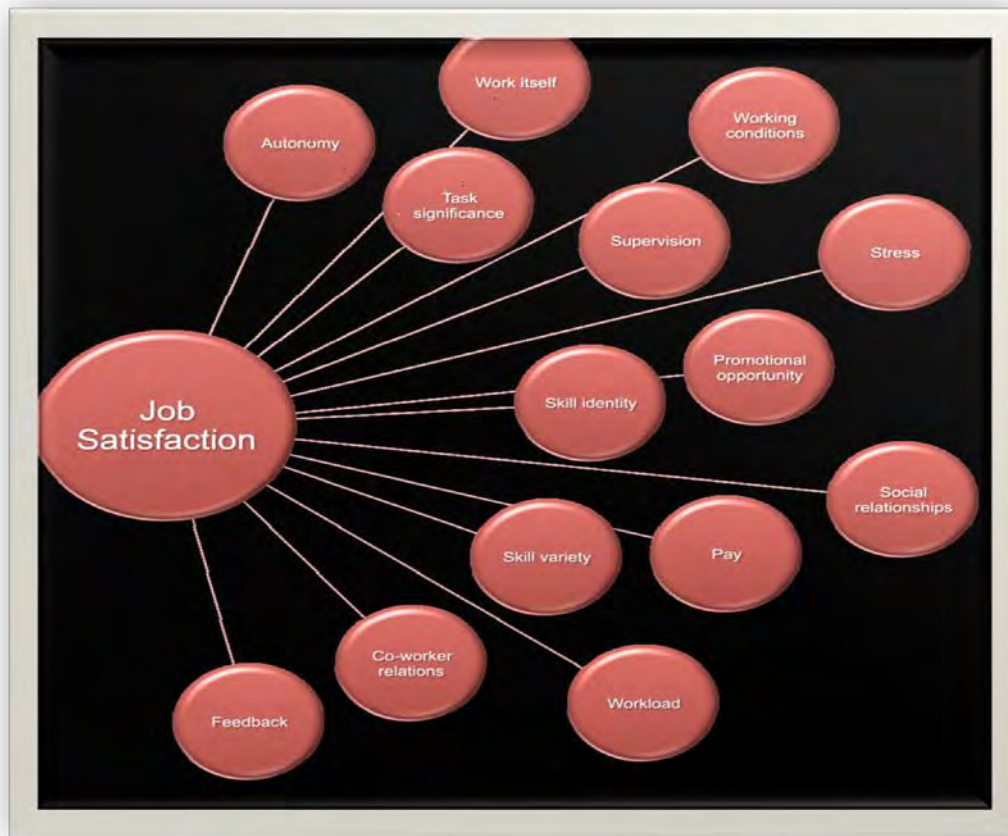 Work itself
Working
conditions
Autonomy
Task
significance
Supervision
Stress
Promotional
opportunity
Skill identity
Job
Satisfaction
Social
relationships
Skill variety
Pay
Co-worker
relations
Workload
Feedback